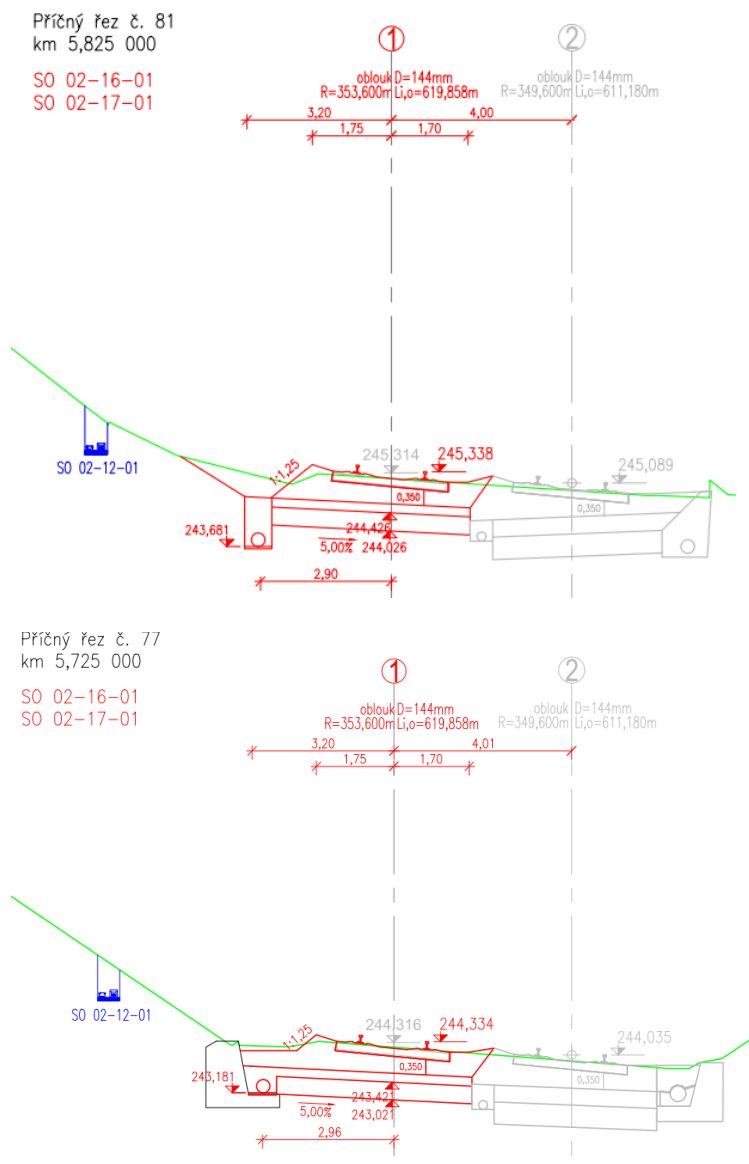 Příčný řez č. 81
km 5,825 000
SO 02-16-01
SO 02-17-01
1
2
oblouk D=144mm
R=353,600m Li,o=619,858m
oblouk D=144mm
R=349,600m Li,o=611,180m
3,20
4,00
1,75
1,70
SO 02-12-01
1:1,25
245,314
245,338
245,089
0,350
0,350
243,681
244,426
5,00%
244,026
2,90
Příčný řez č. 77
km 5,725 000
SO 02-16-01
SO 02-17-01
1
2
oblouk D=144mm
R=353,600m Li,o=619,858m
oblouk D=144mm
R=349,600m Li,o=611,180m
3,20
4,01
1,75
1,70
SO 02-12-01
1:1,25
244,316
244,334
244,035
0,350
0,350
243,181
243,421
5,00%
243,021
2,96